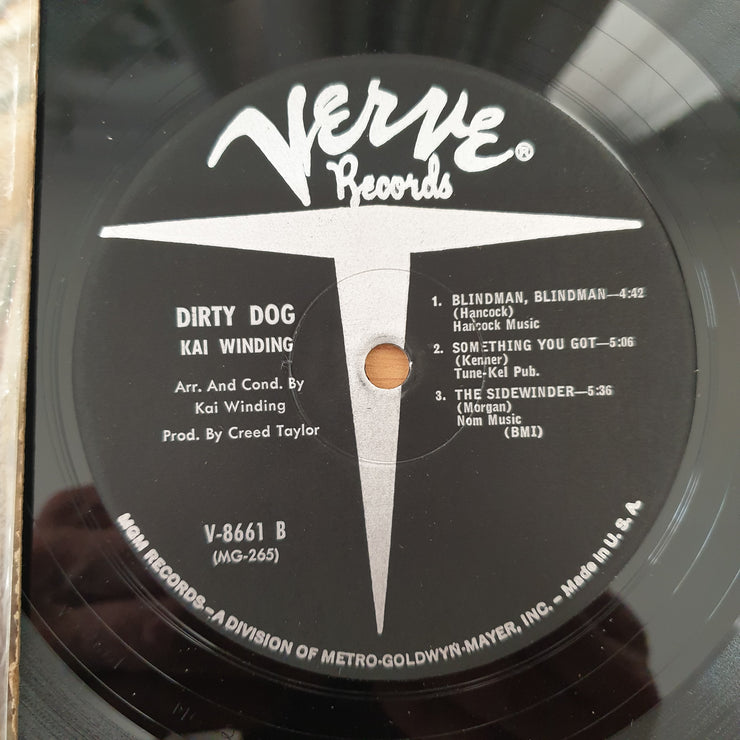 VERVE®
Records
DIRTY DOG
KAI WINDING
Arr. And Cond. By
Kai Winding
Prod. By Creed Taylor
V-8661 B
(MG-265)
1. BLINDMAN, BLINDMAN—4:42
(Hancock)
Hancock Music
2. SOMETHING YOU GOT—5:06
(Kenner)
Tune-Kel Pub.
3. THE SIDEWINDER—5:36
(Morgan)
Nom Music
(BMI)
MGM RECORDS—A DIVISION OF METRO-GOLDWYN-MAYER, INC. – Made in U. S. A.